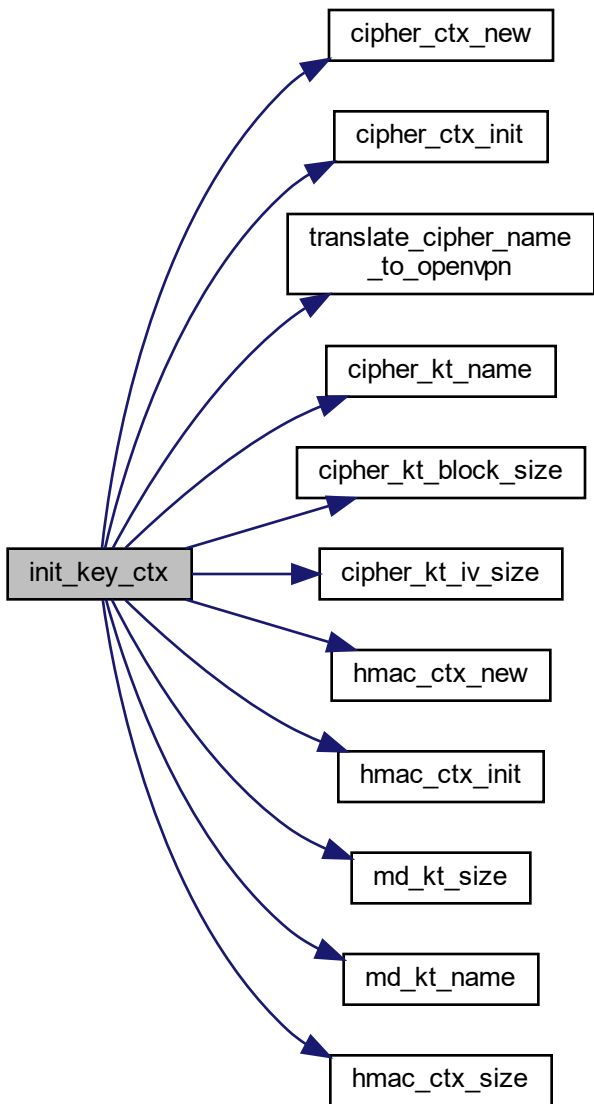 cipher_ctx_new
cipher_ctx_init
translate_cipher_name
_to_openvpn
cipher_kt_name
cipher_kt_block_size
init_key_ctx
cipher_kt_iv_size
hmac_ctx_new
hmac_ctx_init
md_kt_size
md_kt_name
hmac_ctx_size